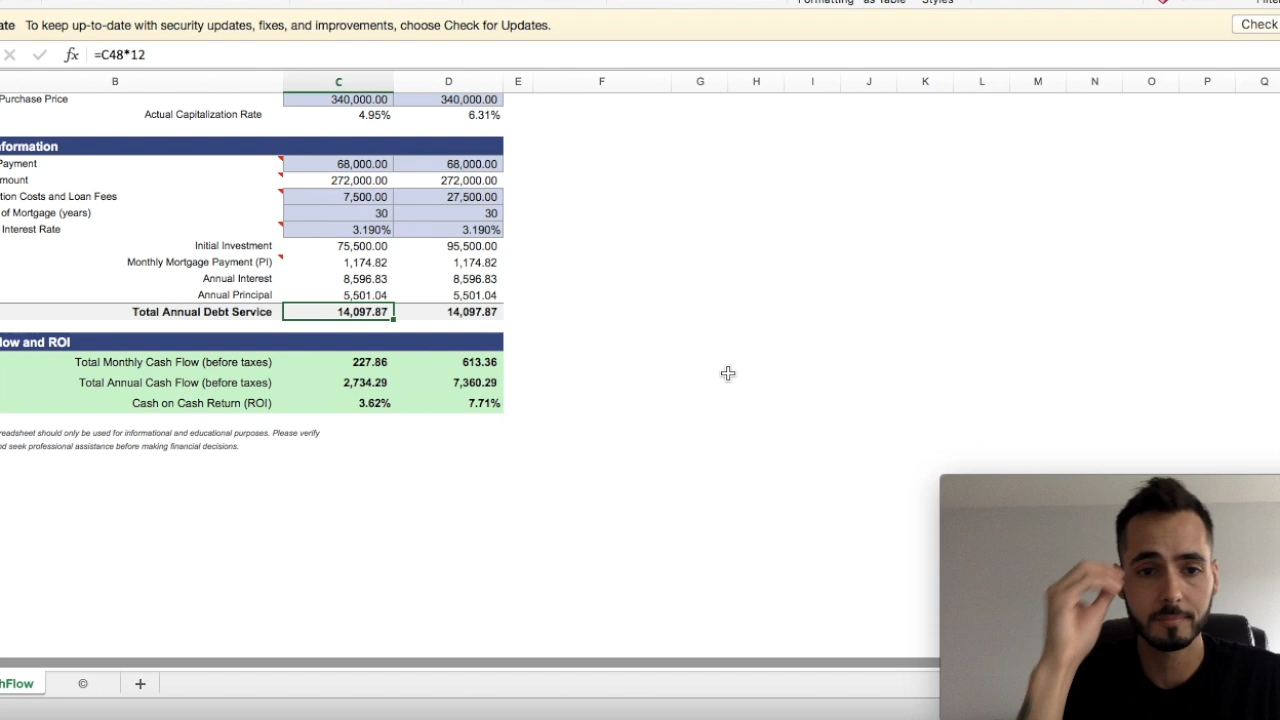 ate To keep up-to-date with security updates, fixes, and improvements, choose Check for Updates. Check
fx =C48*12
B C D E F G H I J K L M N O P Q
Purchase Price 340,000.00 340,000.00
Actual Capitalization Rate 4.95% 6.31%
nformation
Payment 68,000.00 68,000.00
mount 272,000.00 272,000.00
tion Costs and Loan Fees 7,500.00 27,500.00
of Mortgage (years) 30 30
Interest Rate 3.190% 3.190%
Initial Investment 75,500.00 95,500.00
Monthly Mortgage Payment (PI) 1,174.82 1,174.82
Annual Interest 8,596.83 8,596.83
Annual Principal 5,501.04 5,501.04
Total Annual Debt Service 14,097.87 14,097.87
low and ROI
Total Monthly Cash Flow (before taxes) 227.86 613.36
Total Annual Cash Flow (before taxes) 2,734.29 7,360.29
Cash on Cash Return (ROI) 3.62% 7.71%
readsheet should only be used for informational and educational purposes. Please verify
nd seek professional assistance before making financial decisions.
hFlow © +